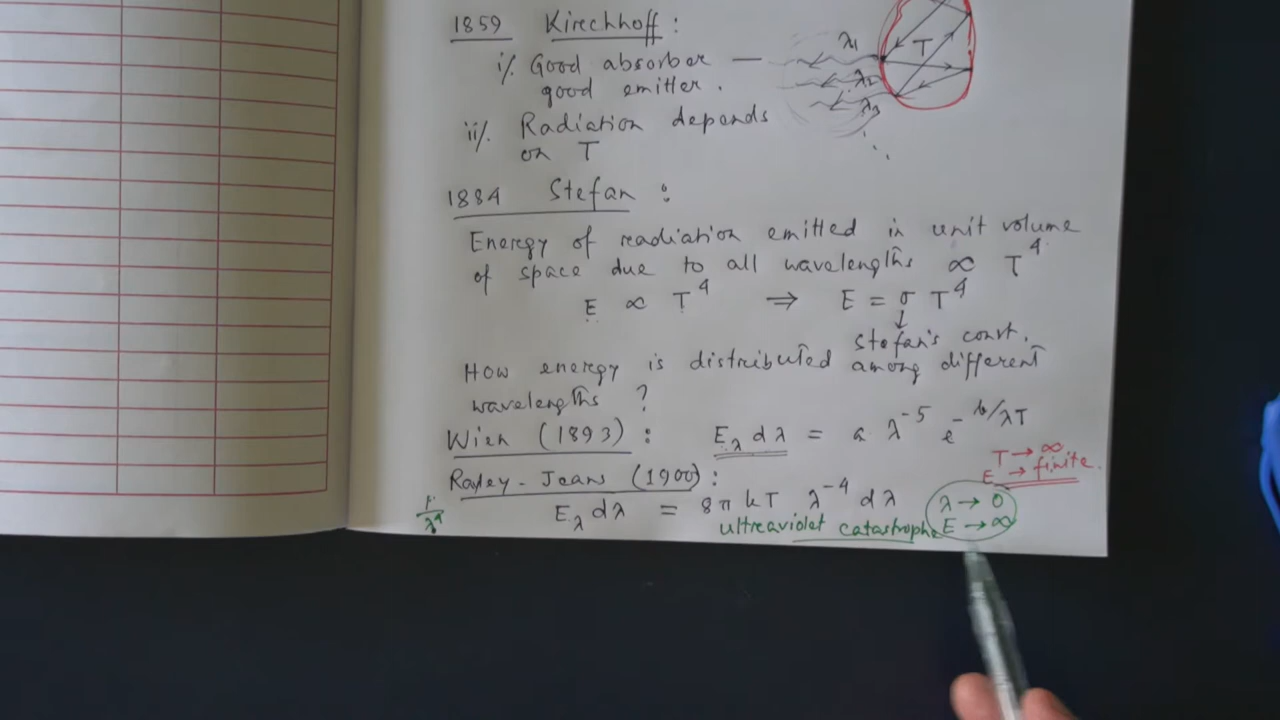 1859 Kirchhoff :
i/. Good absorber —
good emitter .
ii/. Radiation depends
on T
λ1
T
λ2
λ3
1884 Stefan :
Energy of radiation emitted in unit volume
of space due to all wavelengths ∝ T⁴
E ∝ T⁴ ⇒ E = σ T⁴
↓
Stefan's const.
How energy is distributed among different
wavelengths ?
Wien (1893) : E_λ dλ = a λ⁻⁵ e^(-b/λT)
T → ∞
E → finite.
Rayley - Jeans (1900) :
E_λ dλ = 8π kT λ⁻⁴ dλ
λ → 0
E → ∞
ultraviolet catastrophe